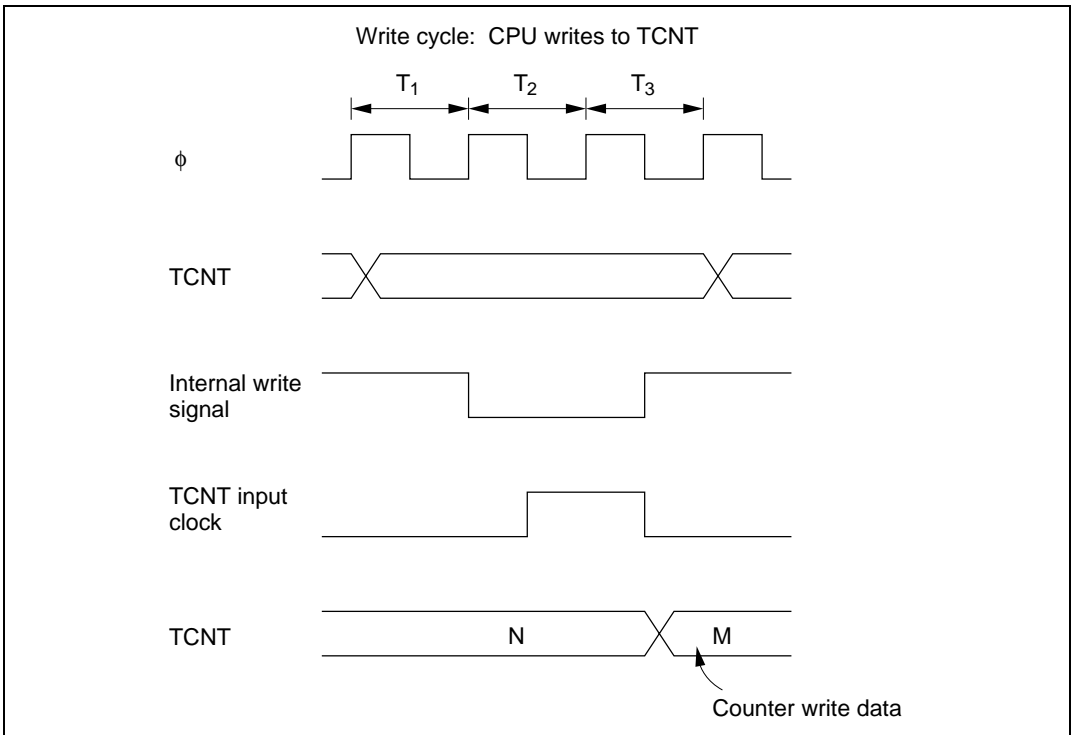 Write cycle: CPU writes to TCNT
T1 T2 T3
ϕ
TCNT
Internal write
signal
TCNT input
clock
TCNT
N M
Counter write data